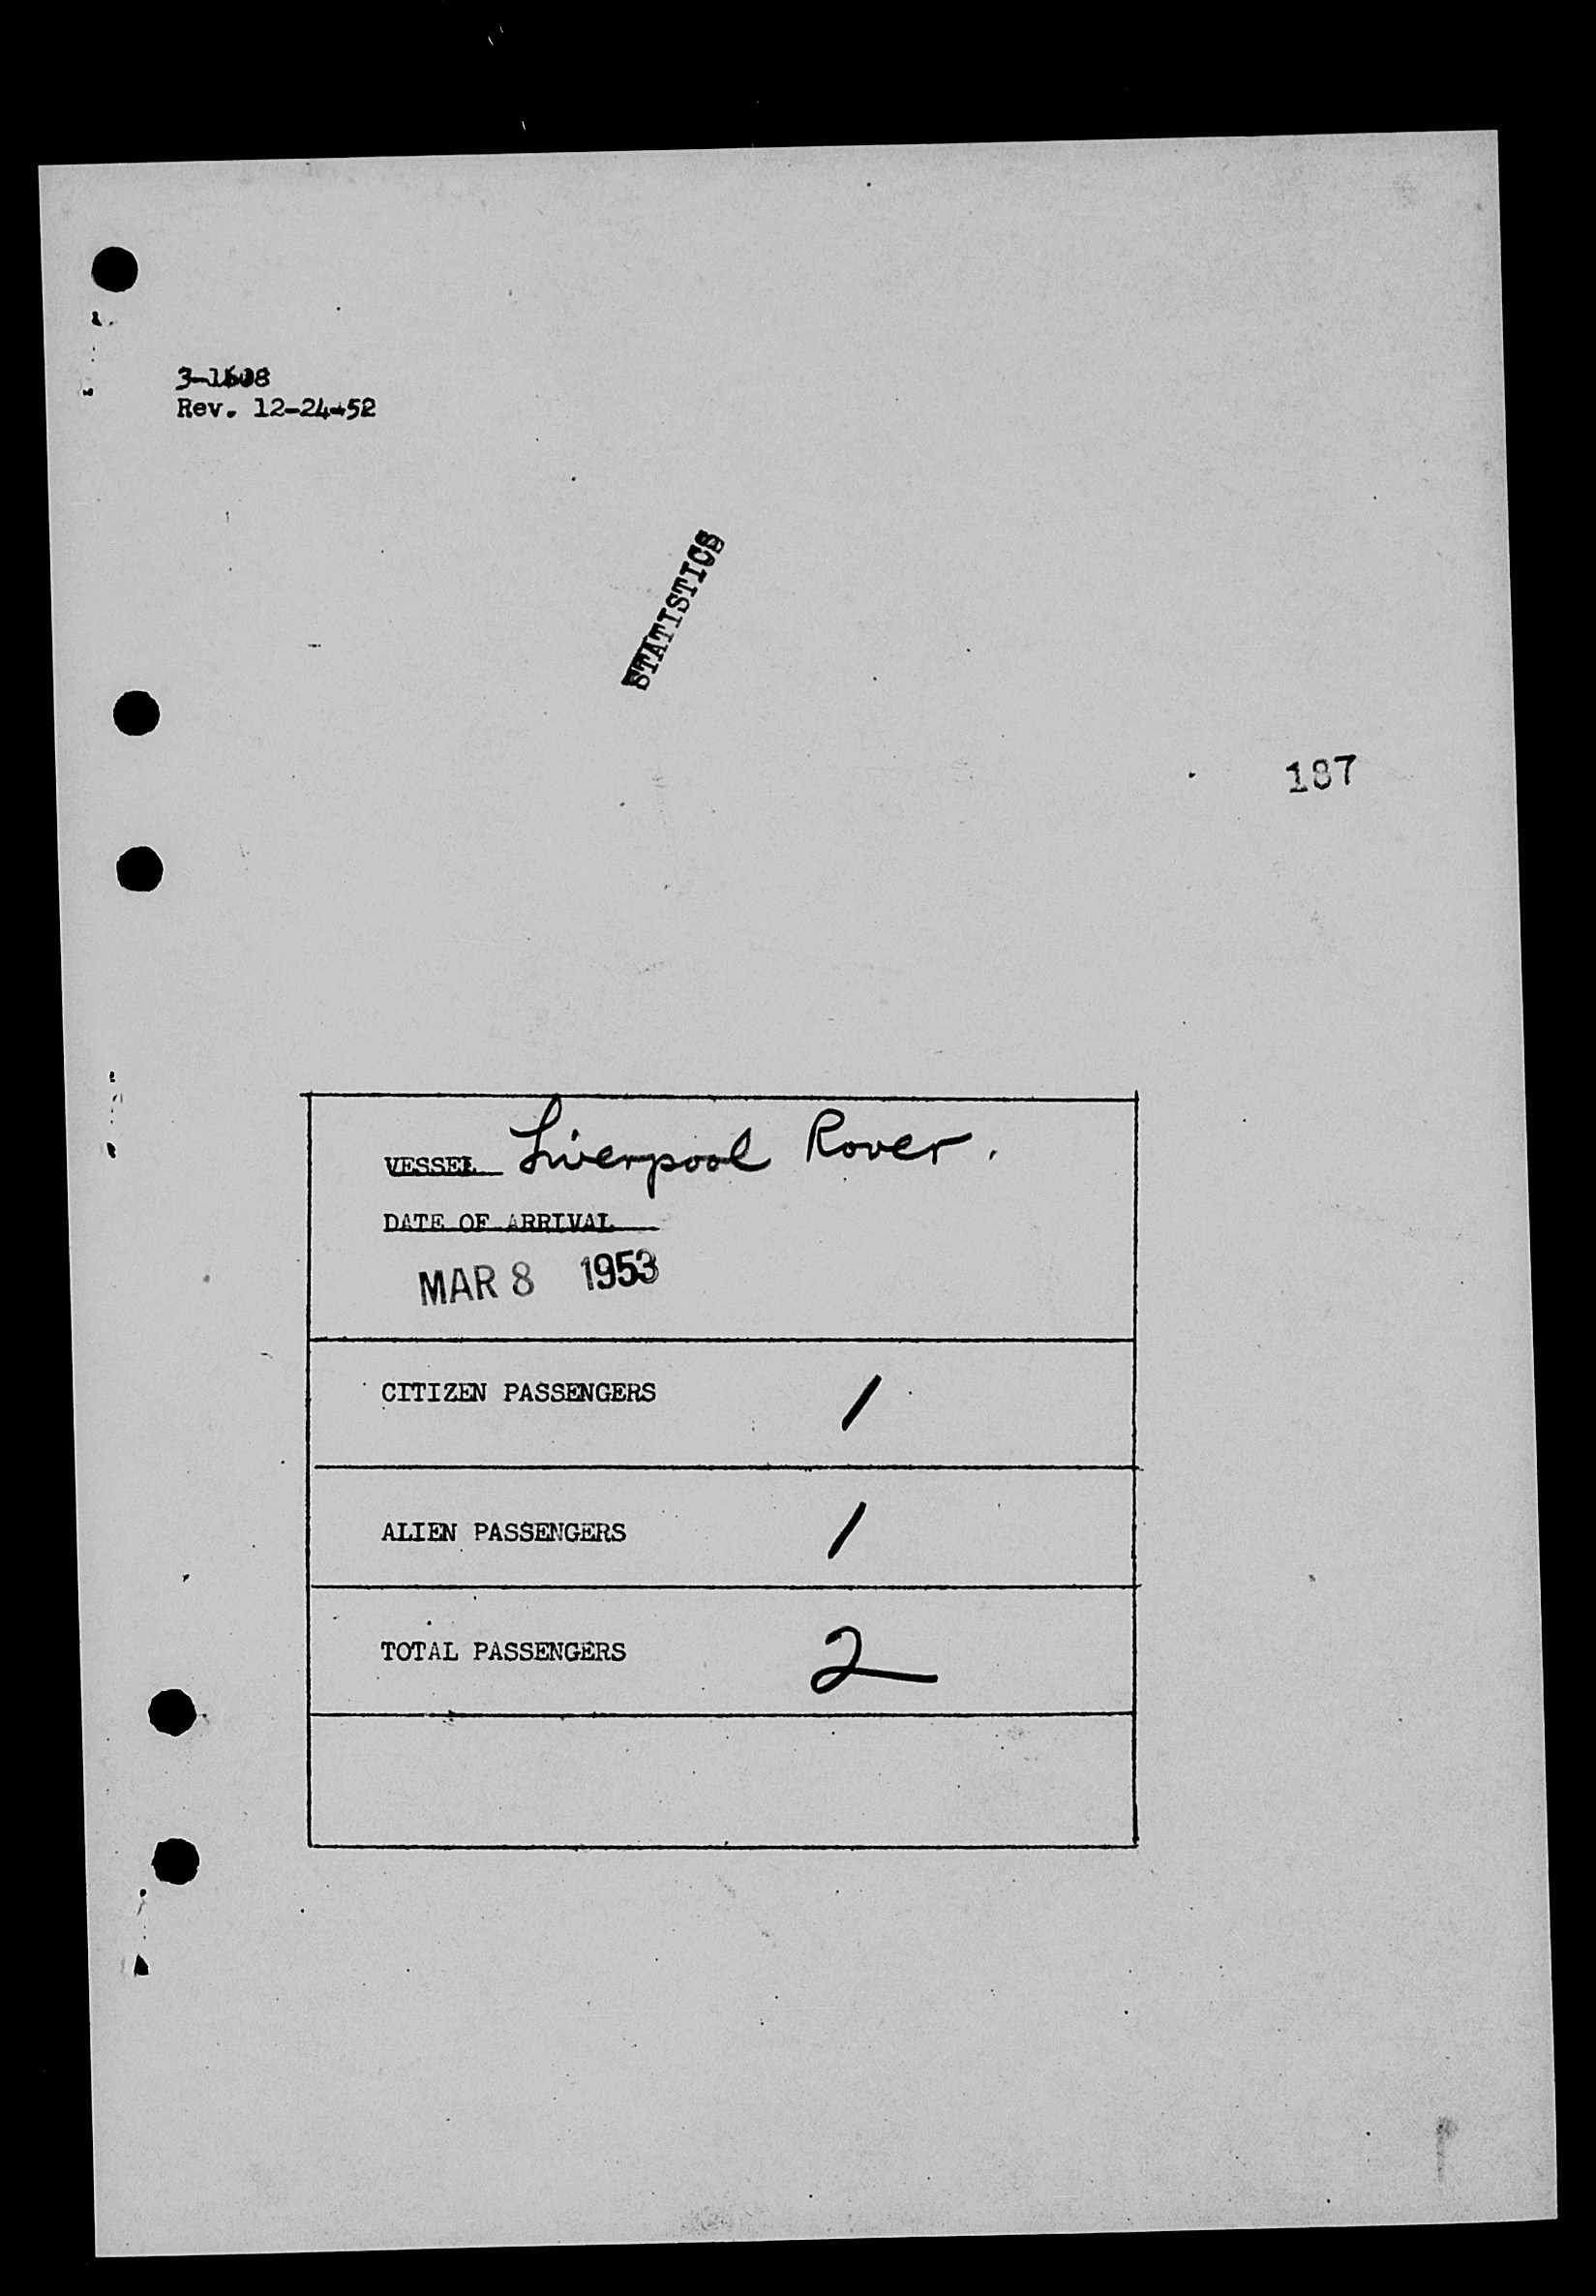 3-1608
Rev. 12-24-52
STATISTICS
187
VESSEL Liverpool Rover.
DATE OF ARRIVAL
MAR 8 1953
CITIZEN PASSENGERS 1
ALIEN PASSENGERS 1
TOTAL PASSENGERS 2